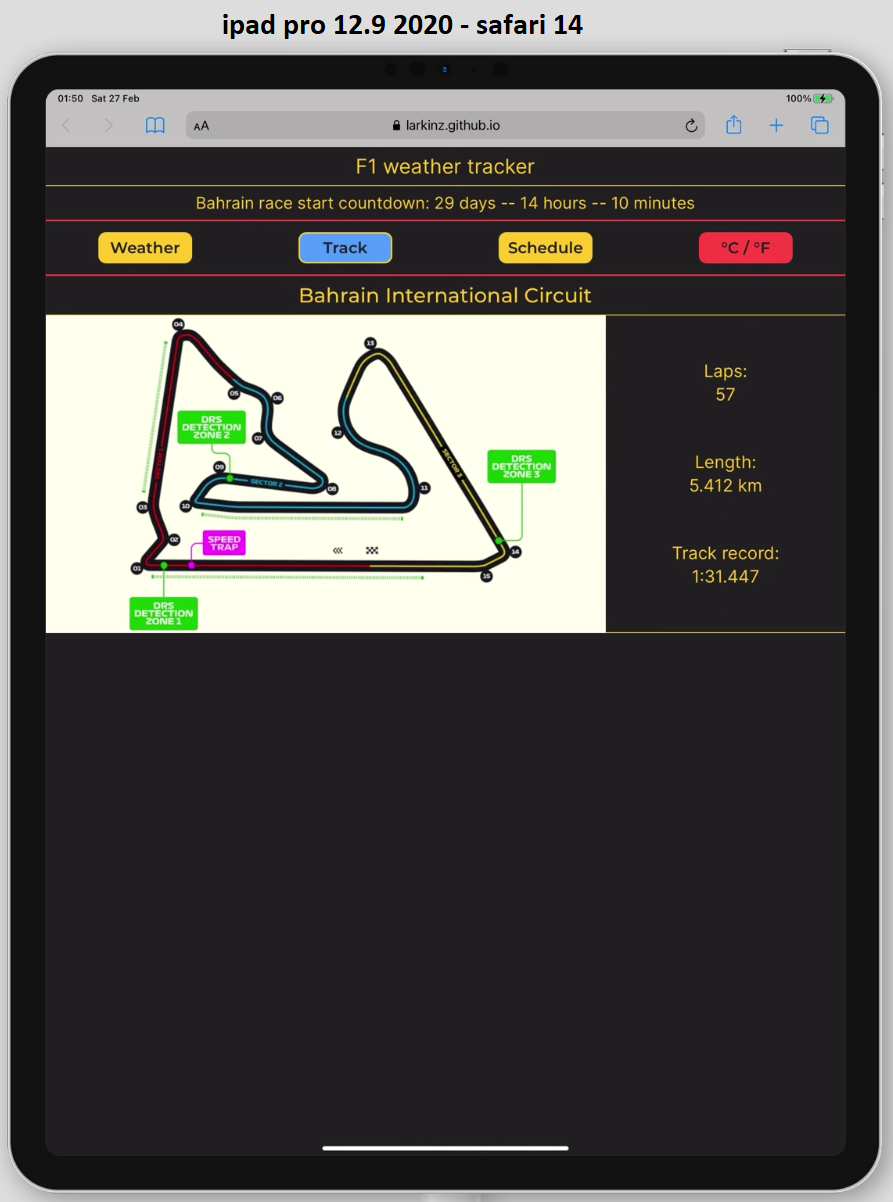 ipad pro 12.9 2020 - safari 14
01:50 Sat 27 Feb
100%
AA
larkinz.github.io
F1 weather tracker
Bahrain race start countdown: 29 days -- 14 hours -- 10 minutes
Weather
Track
Schedule
°C / °F
Bahrain International Circuit
04
13
05
06
DRS
DETECTION
ZONE 2
07
12
SECTOR 3
DRS
DETECTION
ZONE 3
09
SECTOR 2
08
11
10
03
02
SPEED
TRAP
14
01
15
DRS
DETECTION
ZONE 1
Laps:
57
Length:
5.412 km
Track record:
1:31.447